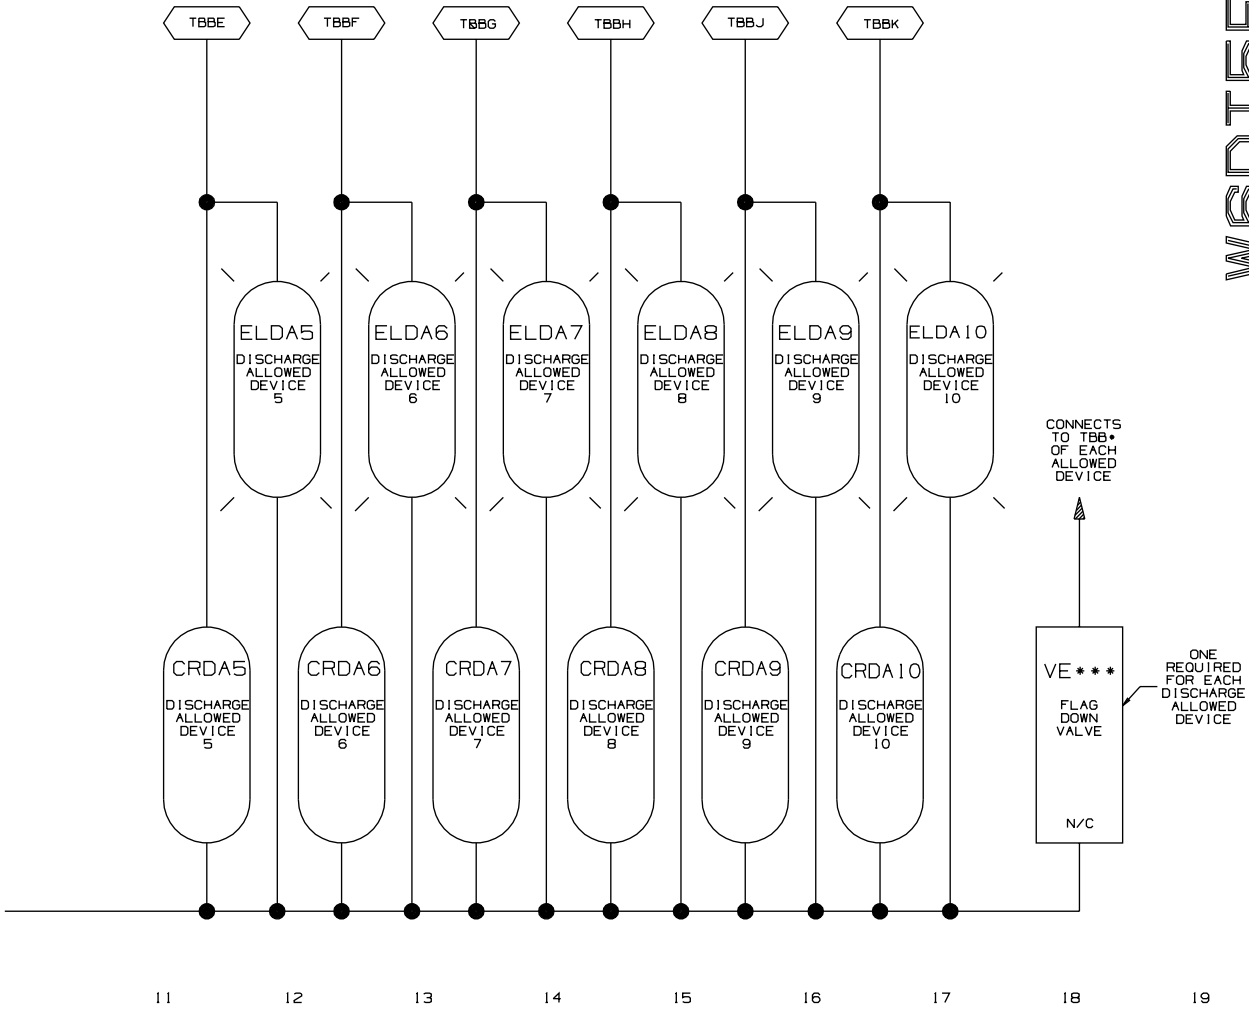 TBBE TBBF TBBG TBBH TBBJ TBBK
ELDA5
DISCHARGE
ALLOWED
DEVICE
5
ELDA6
DISCHARGE
ALLOWED
DEVICE
6
ELDA7
DISCHARGE
ALLOWED
DEVICE
7
ELDA8
DISCHARGE
ALLOWED
DEVICE
8
ELDA9
DISCHARGE
ALLOWED
DEVICE
9
ELDA10
DISCHARGE
ALLOWED
DEVICE
10
CONNECTS
TO TBB*
OF EACH
ALLOWED
DEVICE
CRDA5
DISCHARGE
ALLOWED
DEVICE
5
CRDA6
DISCHARGE
ALLOWED
DEVICE
6
CRDA7
DISCHARGE
ALLOWED
DEVICE
7
CRDA8
DISCHARGE
ALLOWED
DEVICE
8
CRDA9
DISCHARGE
ALLOWED
DEVICE
9
CRDA10
DISCHARGE
ALLOWED
DEVICE
10
VE***
FLAG
DOWN
VALVE
N/C
ONE
REQUIRED
FOR EACH
DISCHARGE
ALLOWED
DEVICE
11 12 13 14 15 16 17 18 19